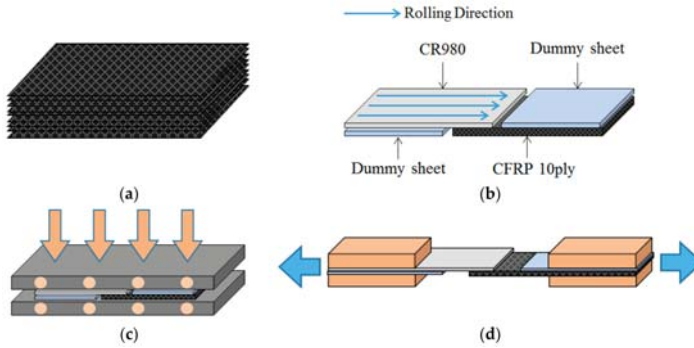 Rolling Direction
CR980
Dummy sheet
Dummy sheet
CFRP 10ply
(a)
(b)
(c)
(d)